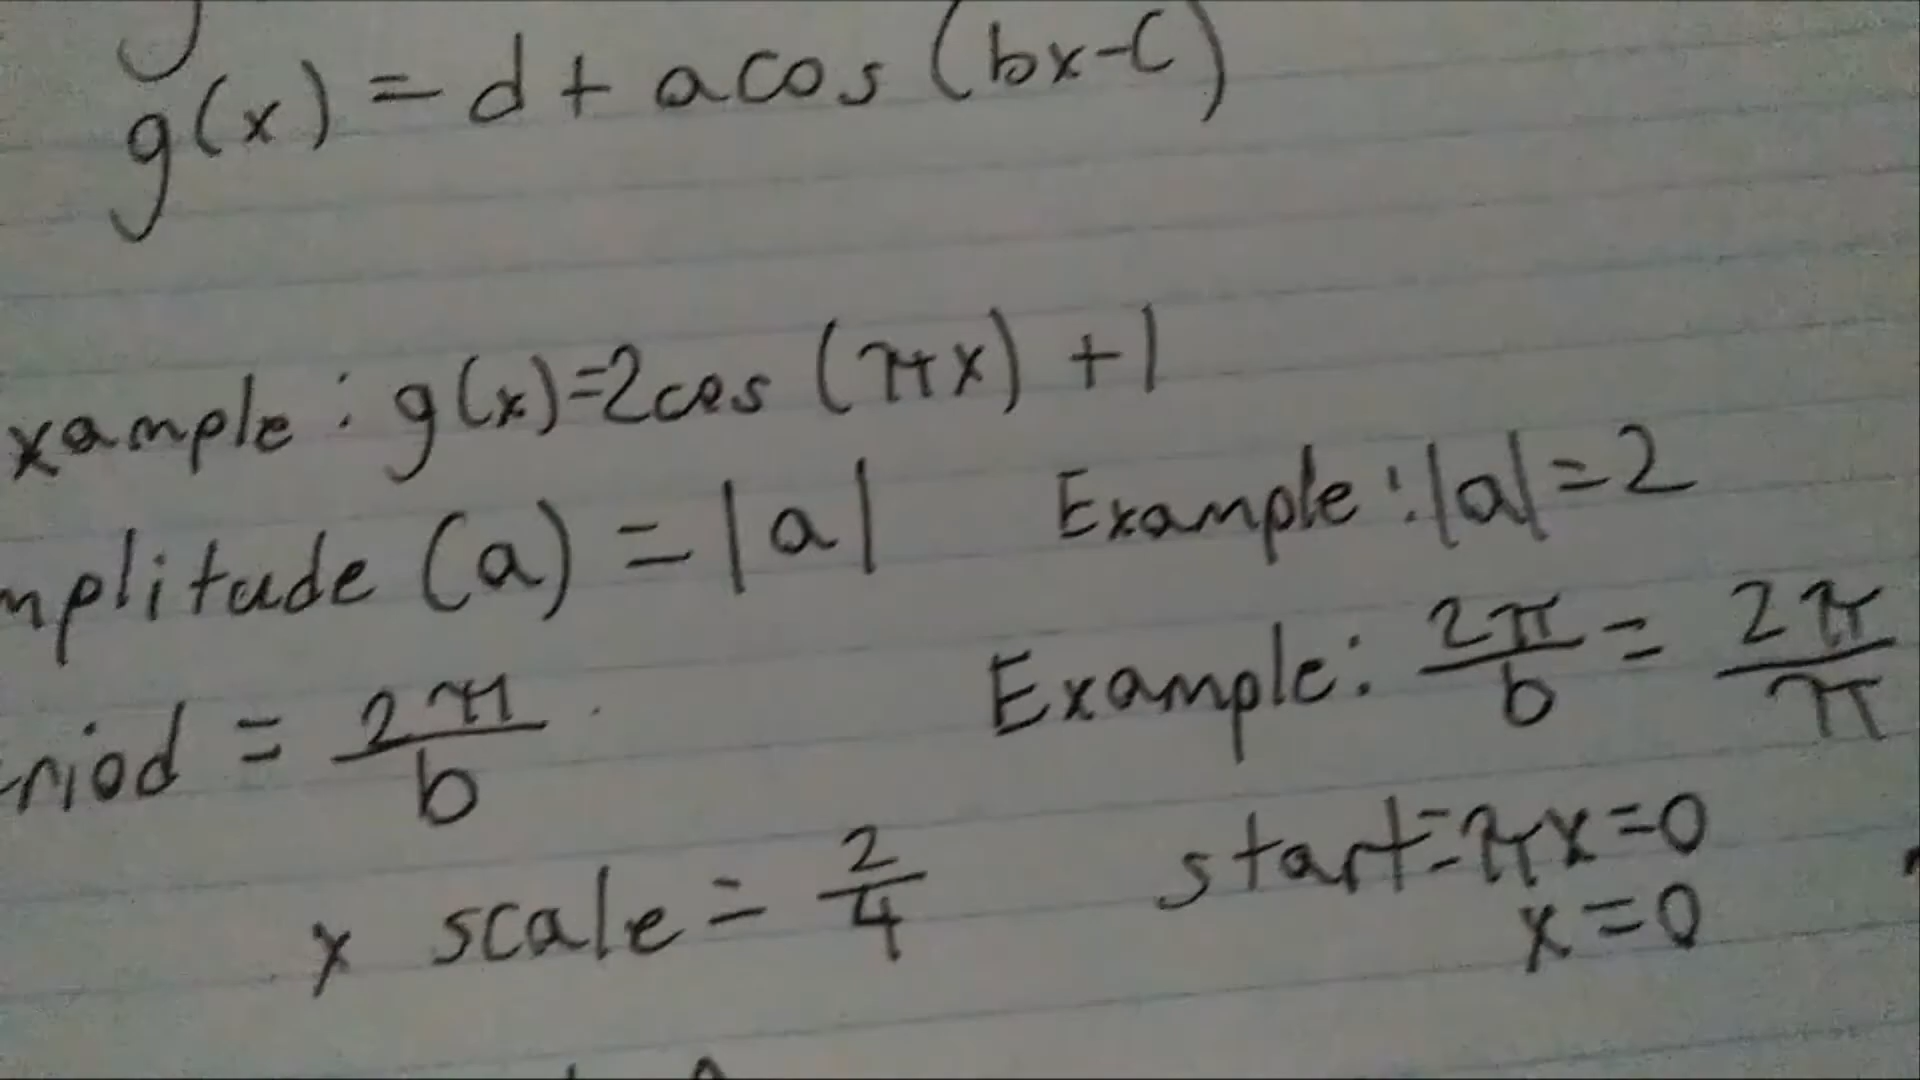 g(x) = d + a cos (bx-c)
xample: g(x)=2cos (πx) +1
mplitude (a) = |a| Example: |a|=2
riod = 2π/b Example: 2π/b = 2π/π
x scale = 2/4 start=πx=0
x=0